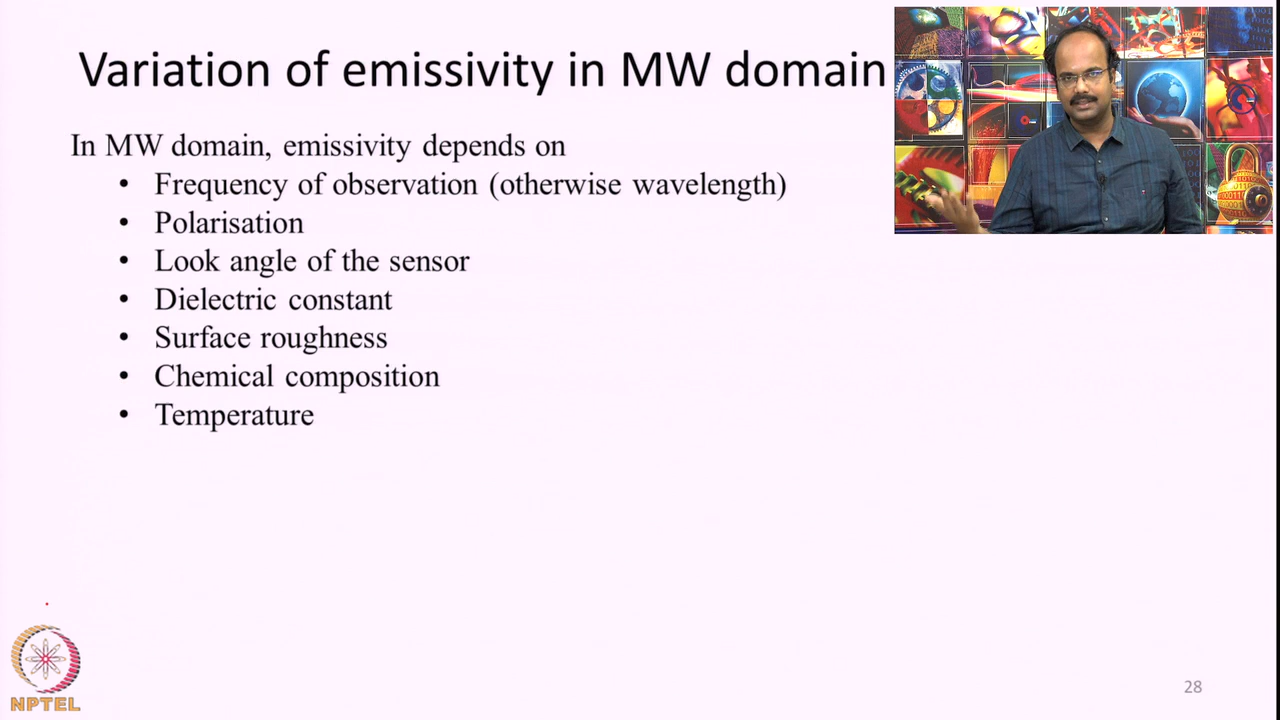 Variation of emissivity in MW domain
In MW domain, emissivity depends on
• Frequency of observation (otherwise wavelength)
• Polarisation
• Look angle of the sensor
• Dielectric constant
• Surface roughness
• Chemical composition
• Temperature
NPTEL
28